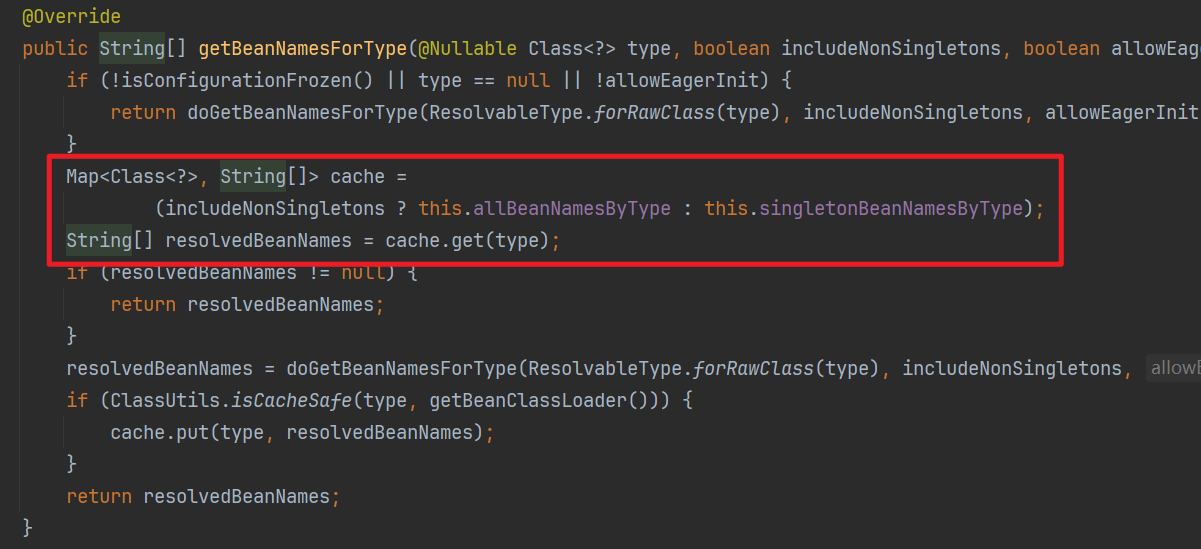 @Override
public String[] getBeanNamesForType(@Nullable Class<?> type, boolean includeNonSingletons, boolean allowEage
if (!isConfigurationFrozen() || type == null || !allowEagerInit) {
return doGetBeanNamesForType(ResolvableType.forRawClass(type), includeNonSingletons, allowEagerInit
}
Map<Class<?>, String[]> cache =
(includeNonSingletons ? this.allBeanNamesByType : this.singletonBeanNamesByType);
String[] resolvedBeanNames = cache.get(type);
if (resolvedBeanNames != null) {
return resolvedBeanNames;
}
resolvedBeanNames = doGetBeanNamesForType(ResolvableType.forRawClass(type), includeNonSingletons, allowE
if (ClassUtils.isCacheSafe(type, getBeanClassLoader())) {
cache.put(type, resolvedBeanNames);
}
return resolvedBeanNames;
}